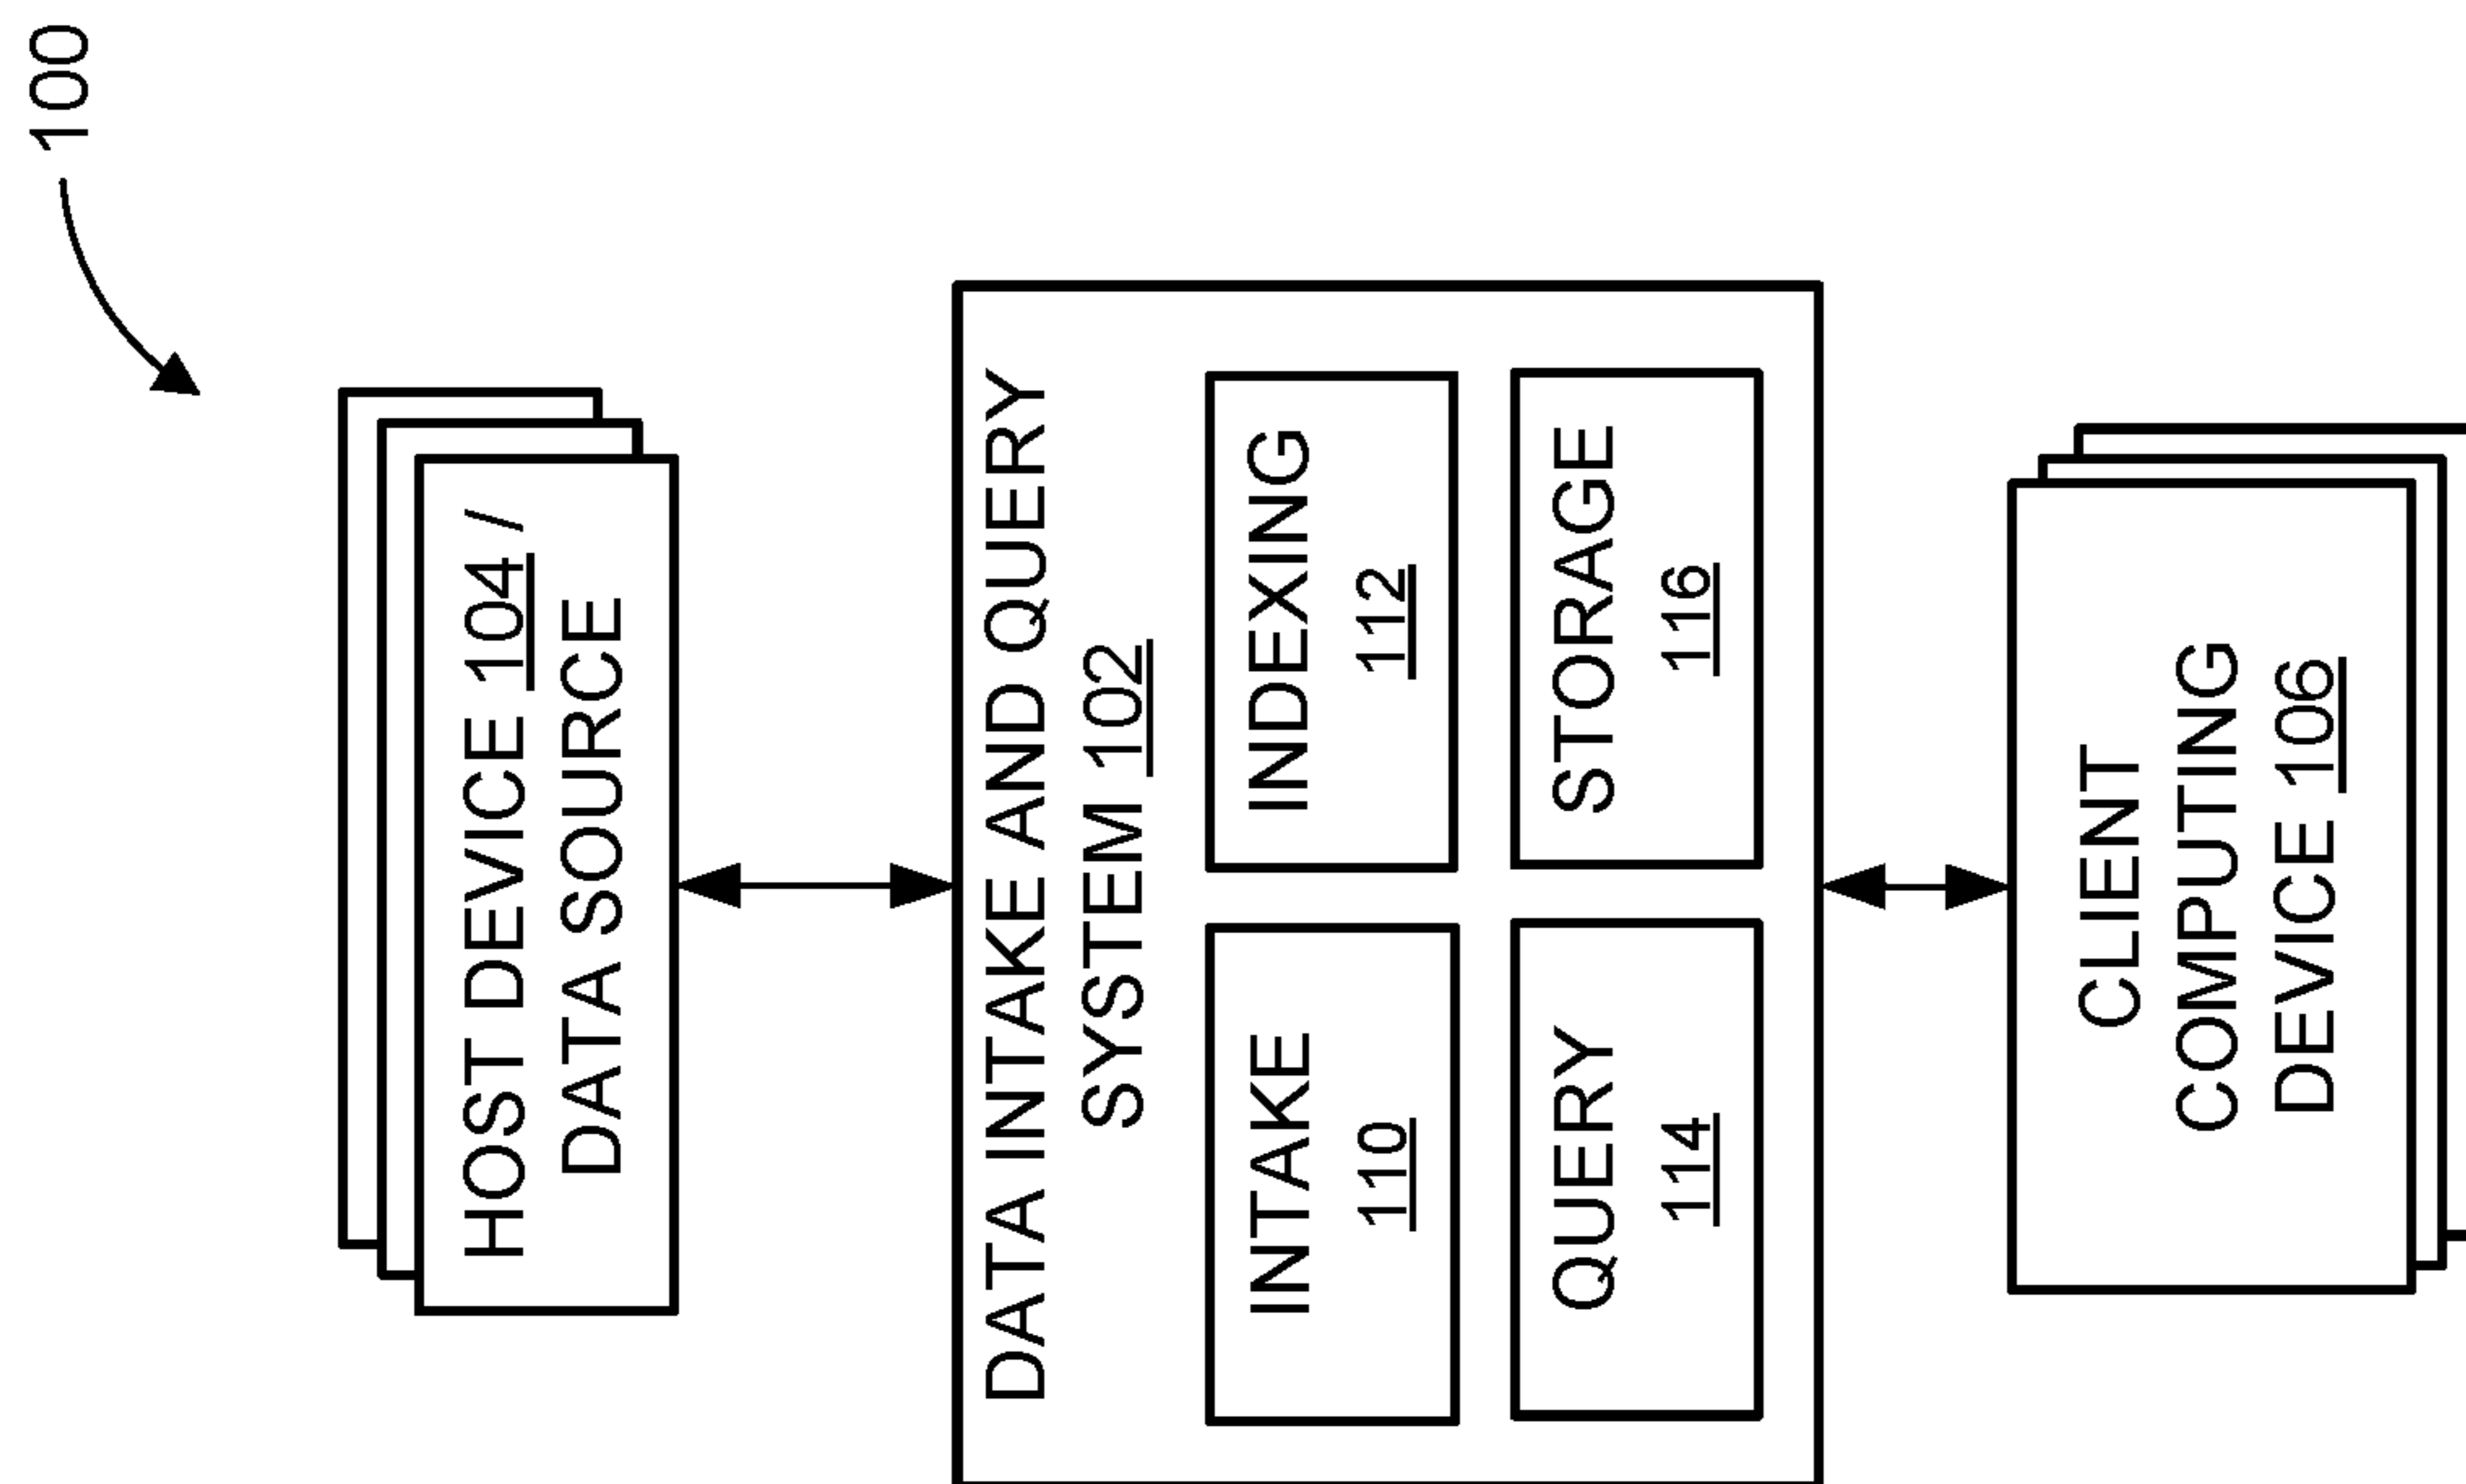 100
HOST DEVICE 104 /
DATA SOURCE
DATA INTAKE AND QUERY
SYSTEM 102
INTAKE
110
INDEXING
112
QUERY
114
STORAGE
116
CLIENT
COMPUTING
DEVICE 106